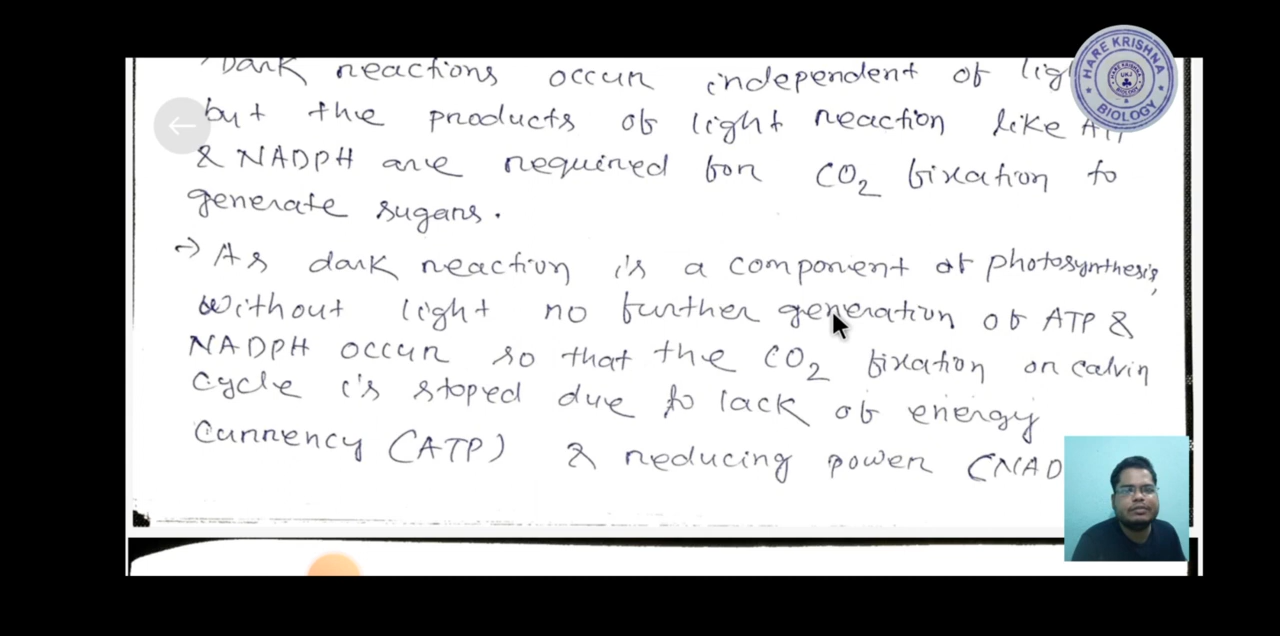 Dark reactions occur independent of
but the products of light reaction like
& NADPH are required for CO2 fixation to
generate sugars.
→ As dark reaction is a component of photosynthesis,
without light no further generation of ATP &
NADPH occur so that the CO2 fixation or calvin
Cycle is stoped due to lack of energy
Currency (ATP) & reducing power (NAD
HARE KRISHNA
UKJ
BIOLOGY